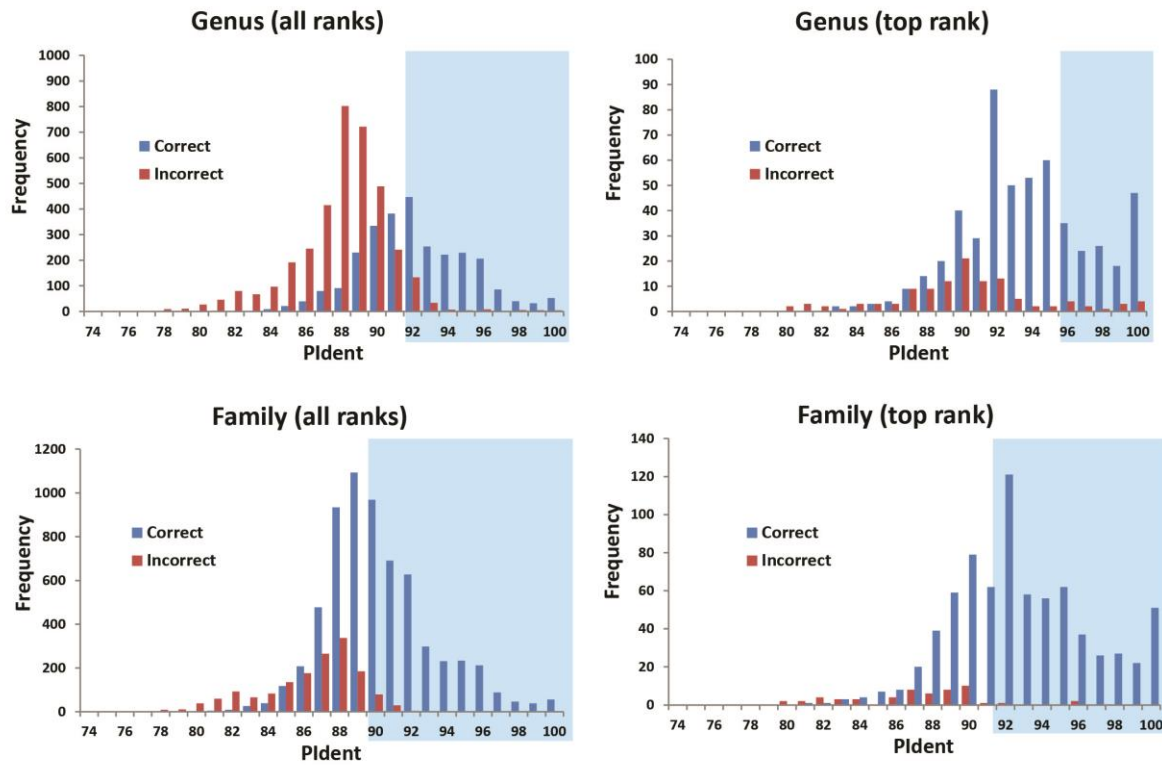 Genus (all ranks)
1000
900
800
700
600
500
400
300
200
100
0
Frequency
Correct
Incorrect
74 76 78 80 82 84 86 88 90 92 94 96 98 100
PIdent
Genus (top rank)
100
90
80
70
60
50
40
30
20
10
0
Frequency
Correct
Incorrect
74 76 78 80 82 84 86 88 90 92 94 96 98 100
PIdent
Family (all ranks)
1200
1000
800
600
400
200
0
Frequency
Correct
Incorrect
74 76 78 80 82 84 86 88 90 92 94 96 98 100
PIdent
Family (top rank)
140
120
100
80
60
40
20
0
Frequency
Correct
Incorrect
74 76 78 80 82 84 86 88 90 92 94 96 98 100
PIdent